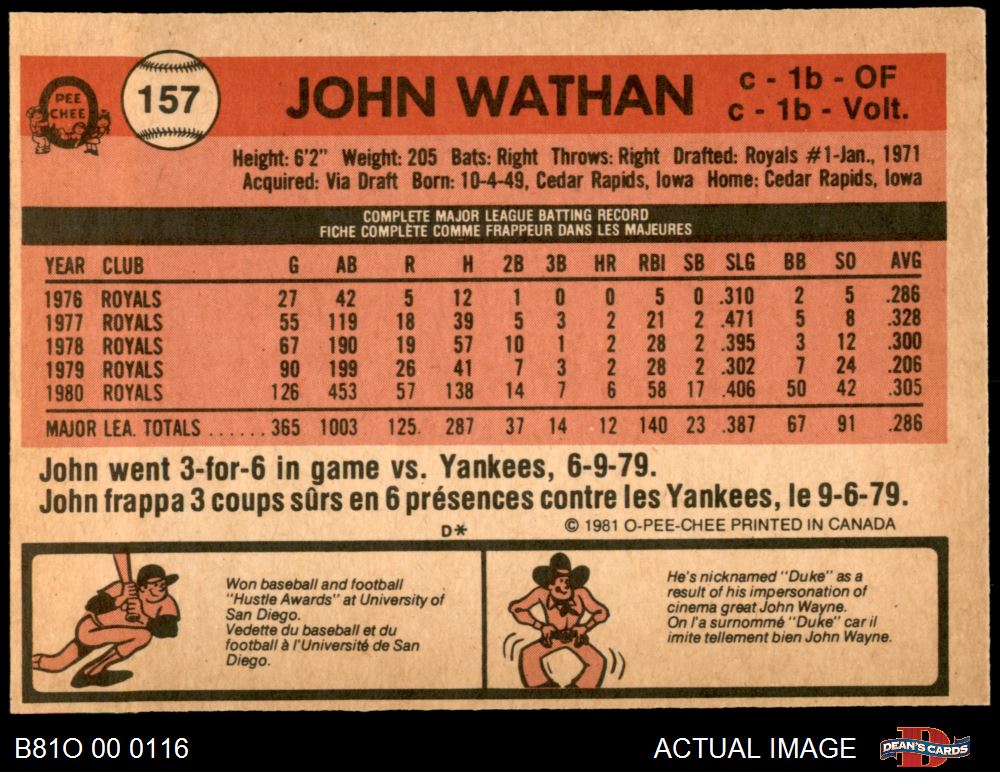 PEE
CHEE
157
JOHN WATHAN
c - 1b - OF
c - 1b - Volt.
Height: 6'2" Weight: 205 Bats: Right Throws: Right Drafted: Royals #1-Jan., 1971
Acquired: Via Draft Born: 10-4-49, Cedar Rapids, Iowa Home: Cedar Rapids, Iowa
COMPLETE MAJOR LEAGUE BATTING RECORD
FICHE COMPLÈTE COMME FRAPPEUR DANS LES MAJEURES
YEAR CLUB G AB R H 2B 3B HR RBI SB SLG BB SO AVG
1976 ROYALS 27 42 5 12 1 0 0 5 0 .310 2 5 .286
1977 ROYALS 55 119 18 39 5 3 2 21 2 .471 5 8 .328
1978 ROYALS 67 190 19 57 10 1 2 28 2 .395 3 12 .300
1979 ROYALS 90 199 26 41 7 3 2 28 2 .302 7 24 .206
1980 ROYALS 126 453 57 138 14 7 6 58 17 .406 50 42 .305
MAJOR LEA. TOTALS ...... 365 1003 125. 287 37 14 12 140 23 .387 67 91 .286
John went 3-for-6 in game vs. Yankees, 6-9-79.
John frappa 3 coups sûrs en 6 présences contre les Yankees, le 9-6-79.
D* © 1981 O-PEE-CHEE PRINTED IN CANADA
Won baseball and football
"Hustle Awards" at University of
San Diego.
Vedette du baseball et du
football à l'Université de San
Diego.
He's nicknamed "Duke" as a
result of his impersonation of
cinema great John Wayne.
On l'a surnommé "Duke" car il
imite tellement bien John Wayne.
B81O 00 0116
ACTUAL IMAGE
DEAN'S CARDS